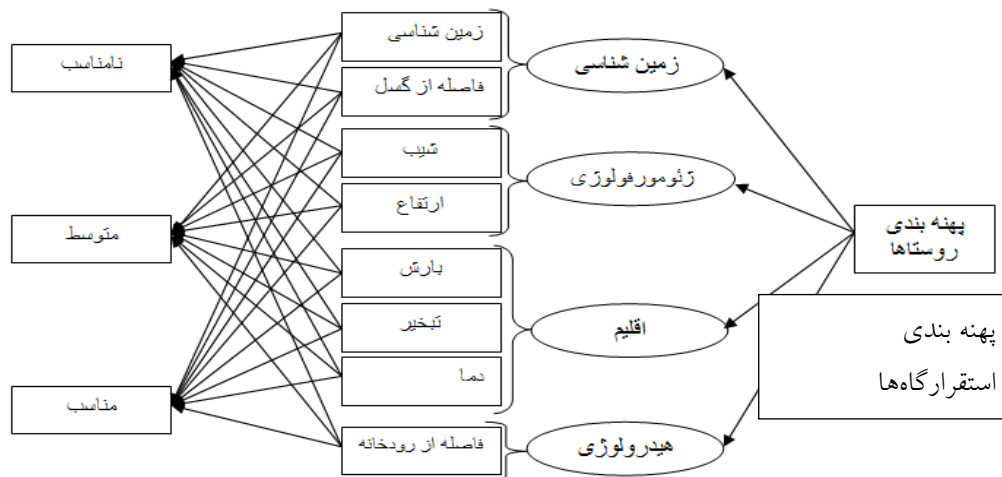 پهنه بندی
روستاها
پهنه بندی
استقرارگاه‌ها
زمین شناسی
ژئومورفولوژی
اقلیم
هیدرولوژی
زمین شناسی
فاصله از گسل
شیب
ارتفاع
بارش
تبخیر
دما
فاصله از رودخانه
نامناسب
متوسط
مناسب